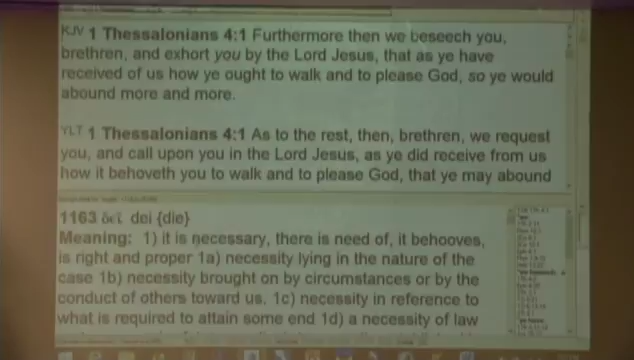 KJV 1 Thessalonians 4:1 Furthermore then we beseech you,
brethren, and exhort you by the Lord Jesus, that as ye have
received of us how ye ought to walk and to please God, so ye would
abound more and more.
YLT 1 Thessalonians 4:1 As to the rest, then, brethren, we request
you, and call upon you in the Lord Jesus, as ye did receive from us
how it behoveth you to walk and to please God, that ye may abound
1163 δεῖ dei {die}
Meaning: 1) it is necessary, there is need of, it behooves,
is right and proper 1a) necessity lying in the nature of the
case 1b) necessity brought on by circumstances or by the
conduct of others toward us. 1c) necessity in reference to
what is required to attain some end 1d) a necessity of law